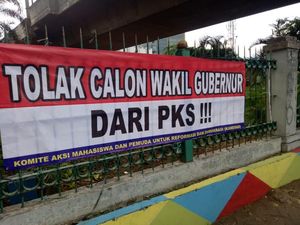 TOLAK CALON WAKIL GUBERNUR
DARI PKS !!!
KOMITE AKSI MAHASISWA DAN PEMUDA UNTUK REFORMASI DAN DEMOKRASI (KAMERAD)